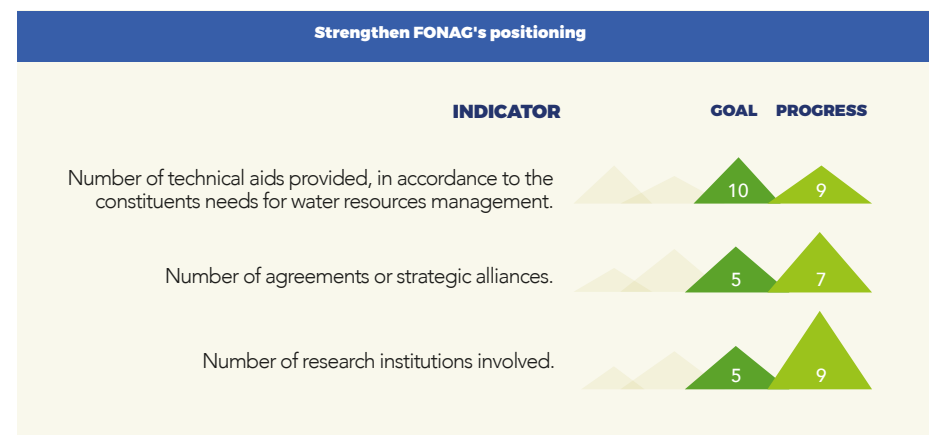 Strengthen FONAG's positioning
INDICATOR GOAL PROGRESS
Number of technical aids provided, in accordance to the
constituents needs for water resources management.
10 9
Number of agreements or strategic alliances. 5 7
Number of research institutions involved. 5 9